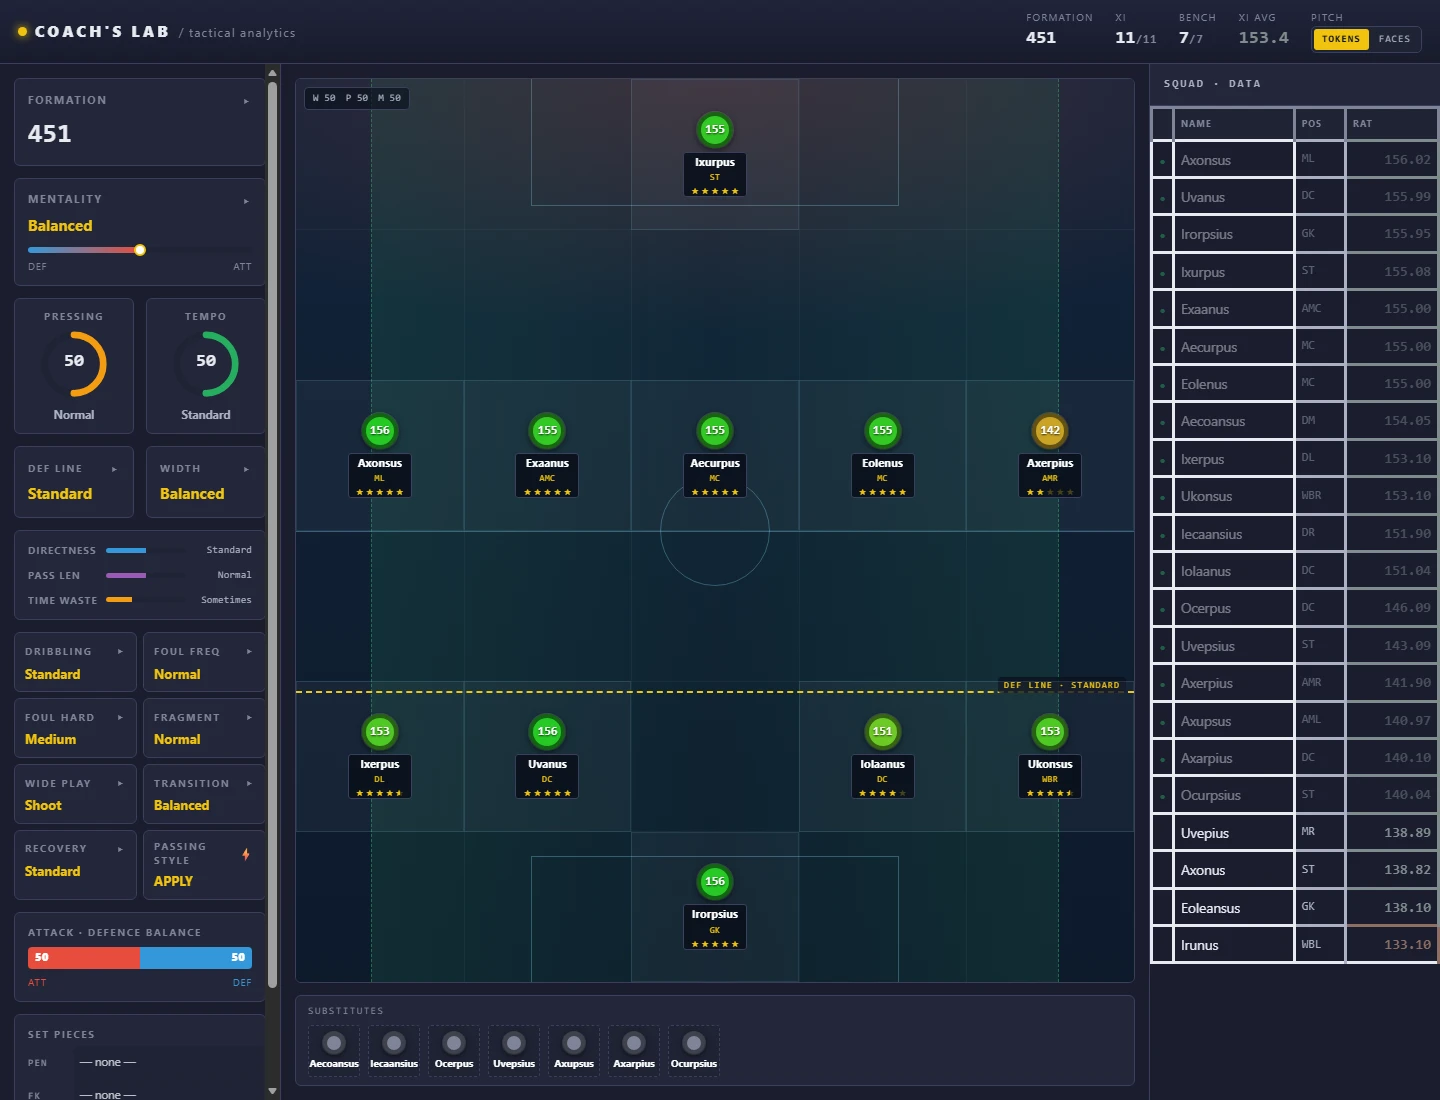 COACH'S LAB / tactical analytics
FORMATION
451
XI
11/11
BENCH
7/7
XI AVG
153.4
PITCH
TOKENS FACES
FORMATION
451
MENTALITY
Balanced
DEF ATT
PRESSING
50
Normal
TEMPO
50
Standard
DEF LINE
Standard
WIDTH
Balanced
DIRECTNESS Standard
PASS LEN Normal
TIME WASTE Sometimes
DRIBBLING
Standard
FOUL FREQ
Normal
FOUL HARD
Medium
FRAGMENT
Normal
WIDE PLAY
Shoot
TRANSITION
Balanced
RECOVERY
Standard
PASSING
STYLE
APPLY
ATTACK · DEFENCE BALANCE
50 50
ATT DEF
SET PIECES
PEN — none —
FK — none —
W 50 P 50 M 50
155
Ixurpus
ST
156
Axonsus
ML
155
Exaanus
AMC
155
Aecurpus
MC
155
Eolenus
MC
142
Axerpius
AMR
DEF LINE · STANDARD
153
Ixerpus
DL
156
Uvanus
DC
151
Iolaanus
DC
153
Ukonsus
WBR
156
Irorpsius
GK
SUBSTITUTES
Aecoansus
Iecaansius
Ocerpus
Uvepsius
Axupsus
Axarpius
Ocurpsius
SQUAD · DATA
NAME POS RAT
Axonsus ML 156.02
Uvanus DC 155.99
Irorpsius GK 155.95
Ixurpus ST 155.08
Exaanus AMC 155.00
Aecurpus MC 155.00
Eolenus MC 155.00
Aecoansus DM 154.05
Ixerpus DL 153.10
Ukonsus WBR 153.10
Iecaansius DR 151.90
Iolaanus DC 151.04
Ocerpus DC 146.09
Uvepsius ST 143.09
Axerpius AMR 141.90
Axupsus AML 140.97
Axarpius DC 140.10
Ocurpsius ST 140.04
Uvepius MR 138.89
Axonus ST 138.82
Eoleansus GK 138.10
Irunus WBL 133.10